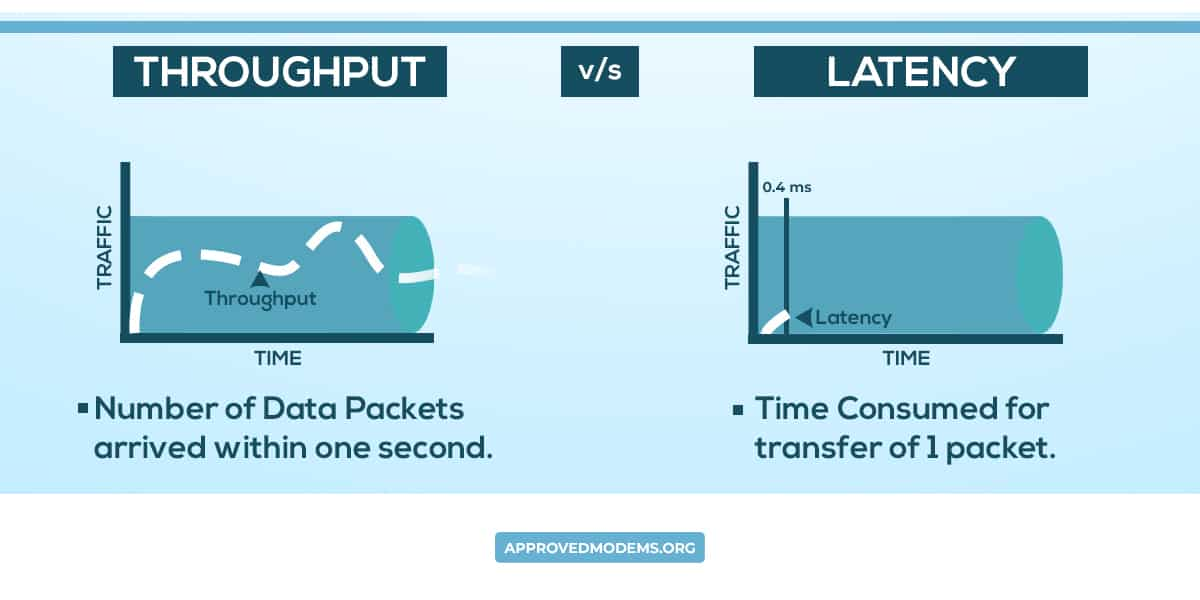 THROUGHPUT
v/s
LATENCY
TRAFFIC
Throughput
TIME
▪ Number of Data Packets
arrived within one second.
0.4 ms
TRAFFIC
Latency
TIME
▪ Time Consumed for
transfer of 1 packet.
APPROVEDMODEMS.ORG